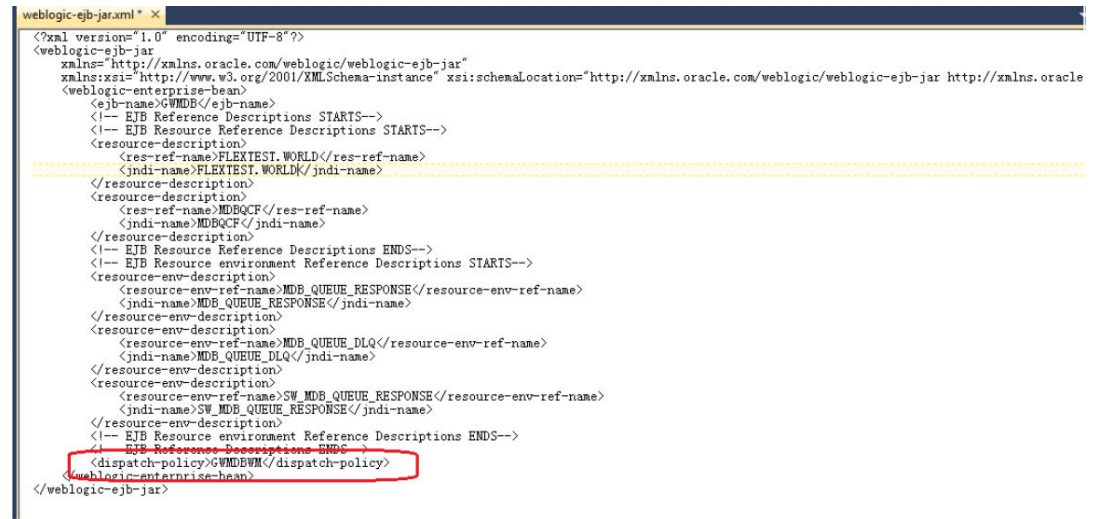 weblogic-ejb-jar.xml* ×
<?xml version="1.0" encoding="UTF-8"?>
<weblogic-ejb-jar
xmlns="http://xmlns.oracle.com/weblogic/weblogic-ejb-jar"
xmlns:xsi="http://www.w3.org/2001/XMLSchema-instance" xsi:schemaLocation="http://xmlns.oracle.com/weblogic/weblogic-ejb-jar http://xmlns.oracle
<weblogic-enterprise-bean>
<ejb-name>GWMDB</ejb-name>
<!-- EJB Reference Descriptions STARTS-->
<!-- EJB Resource Reference Descriptions STARTS-->
<resource-description>
<res-ref-name>FLEXTEST.WORLD</res-ref-name>
<jndi-name>FLEXTEST.WORLD</jndi-name>
</resource-description>
<resource-description>
<res-ref-name>MDBQCF</res-ref-name>
<jndi-name>MDBQCF</jndi-name>
</resource-description>
<!-- EJB Resource Reference Descriptions ENDS-->
<!-- EJB Resource environment Reference Descriptions STARTS-->
<resource-env-description>
<resource-env-ref-name>MDB_QUEUE_RESPONSE</resource-env-ref-name>
<jndi-name>MDB_QUEUE_RESPONSE</jndi-name>
</resource-env-description>
<resource-env-description>
<resource-env-ref-name>MDB_QUEUE_DLQ</resource-env-ref-name>
<jndi-name>MDB_QUEUE_DLQ</jndi-name>
</resource-env-description>
<resource-env-description>
<resource-env-ref-name>SW_MDB_QUEUE_RESPONSE</resource-env-ref-name>
<jndi-name>SW_MDB_QUEUE_RESPONSE</jndi-name>
</resource-env-description>
<!-- EJB Resource environment Reference Descriptions ENDS-->
<!-- EJB Reference Descriptions ENDS-->
<dispatch-policy>GWMDBWM</dispatch-policy>
</weblogic-enterprise-bean>
</weblogic-ejb-jar>